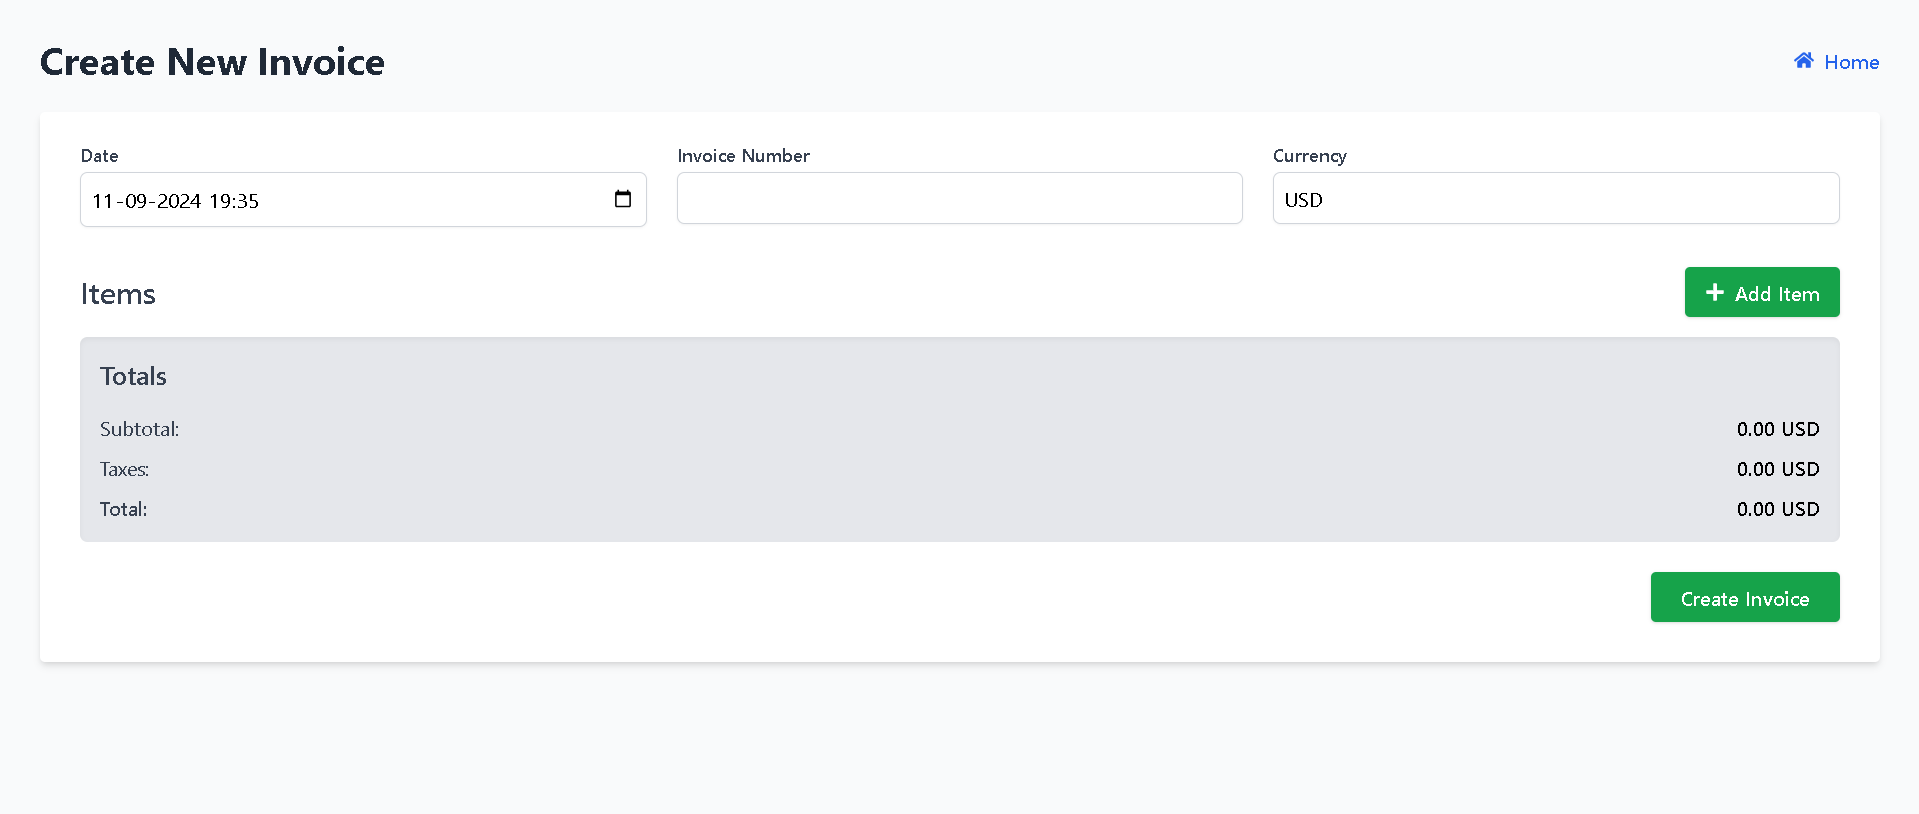 Create New Invoice
Home
Date
Invoice Number
Currency
11-09-2024 19:35
USD
Items
Add Item
Totals
Subtotal:
0.00 USD
Taxes:
0.00 USD
Total:
0.00 USD
Create Invoice